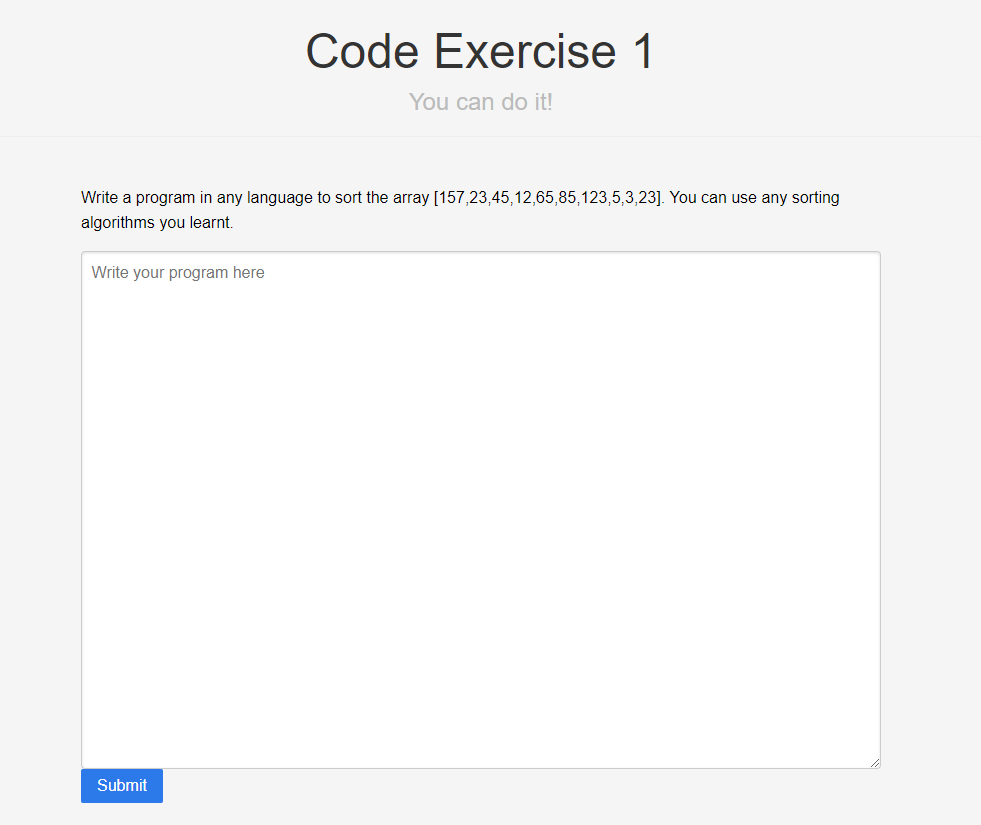 Code Exercise 1
You can do it!
Write a program in any language to sort the array [157,23,45,12,65,85,123,5,3,23]. You can use any sorting
algorithms you learnt.
Write your program here
Submit